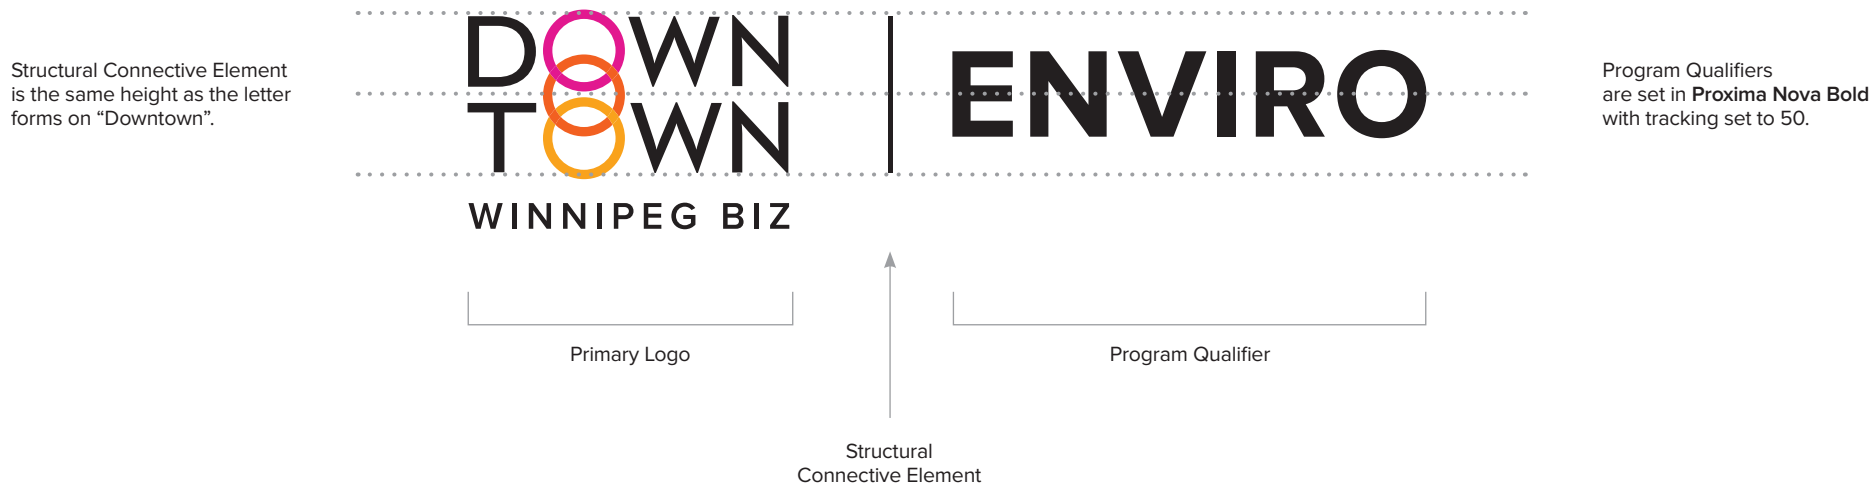 Structural Connective Element
is the same height as the letter
forms on “Downtown”.
DOWN
TOWN
WINNIPEG BIZ
ENVIRO
Program Qualifiers
are set in Proxima Nova Bold
with tracking set to 50.
Primary Logo
Program Qualifier
Structural
Connective Element